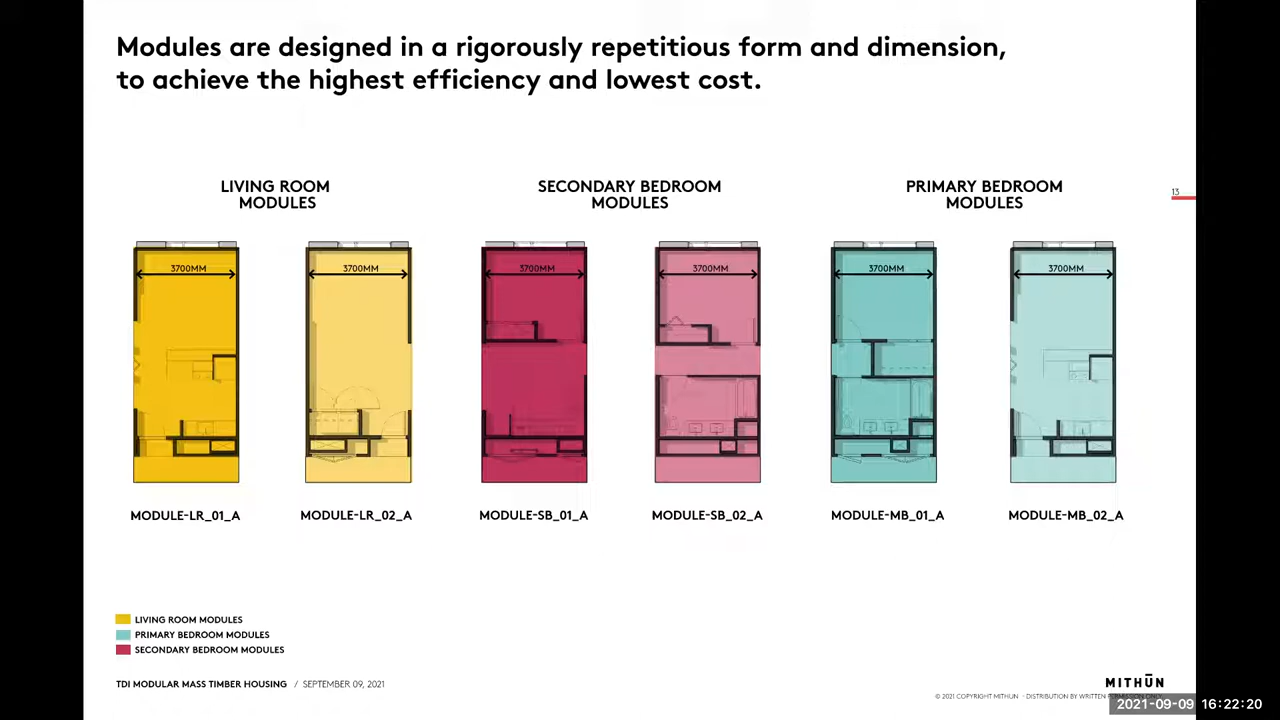 Modules are designed in a rigorously repetitious form and dimension,
to achieve the highest efficiency and lowest cost.
LIVING ROOM
MODULES
SECONDARY BEDROOM
MODULES
PRIMARY BEDROOM
MODULES
13
3700MM
3700MM
3700MM
3700MM
3700MM
3700MM
MODULE-LR_01_A
MODULE-LR_02_A
MODULE-SB_01_A
MODULE-SB_02_A
MODULE-MB_01_A
MODULE-MB_02_A
LIVING ROOM MODULES
PRIMARY BEDROOM MODULES
SECONDARY BEDROOM MODULES
TDI MODULAR MASS TIMBER HOUSING / SEPTEMBER 09, 2021
MITHŪN
© COPYRIGHT MITHUN - DISTRIBUTION BY WRITTEN PERMISSION ONLY
2021-09-09 16:22:20